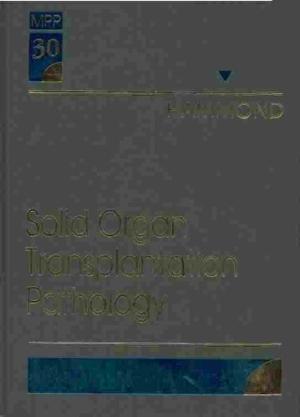 MPP
30
HAMMOND
Solid Organ
Transplantation
Pathology